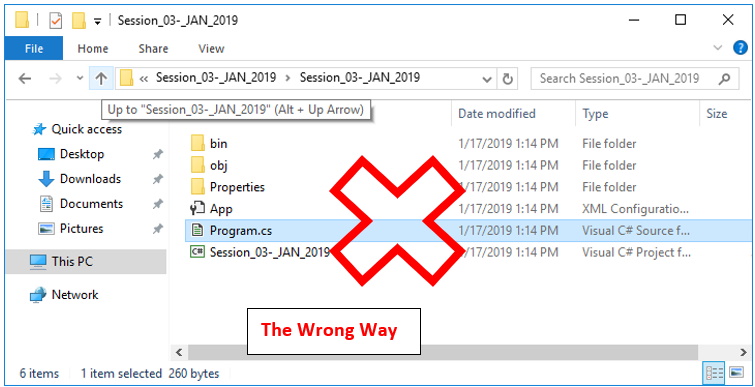 Session_03-_JAN_2019
File Home Share View
« Session_03-_JAN_2019 › Session_03-_JAN_2019 Search Session_03-_JAN_2019
Up to "Session_03-_JAN_2019" (Alt + Up Arrow)
Date modified Type Size
Quick access
bin 1/17/2019 1:14 PM File folder
Desktop
obj 1/17/2019 1:14 PM File folder
Downloads
Properties 1/17/2019 1:14 PM File folder
Documents
App 1/17/2019 1:14 PM XML Configuratio...
Pictures
Program.cs 1/17/2019 1:14 PM Visual C# Source f...
This PC
C# Session_03-_JAN_2019 1/17/2019 1:14 PM Visual C# Project f...
Network
The Wrong Way
6 items 1 item selected 260 bytes